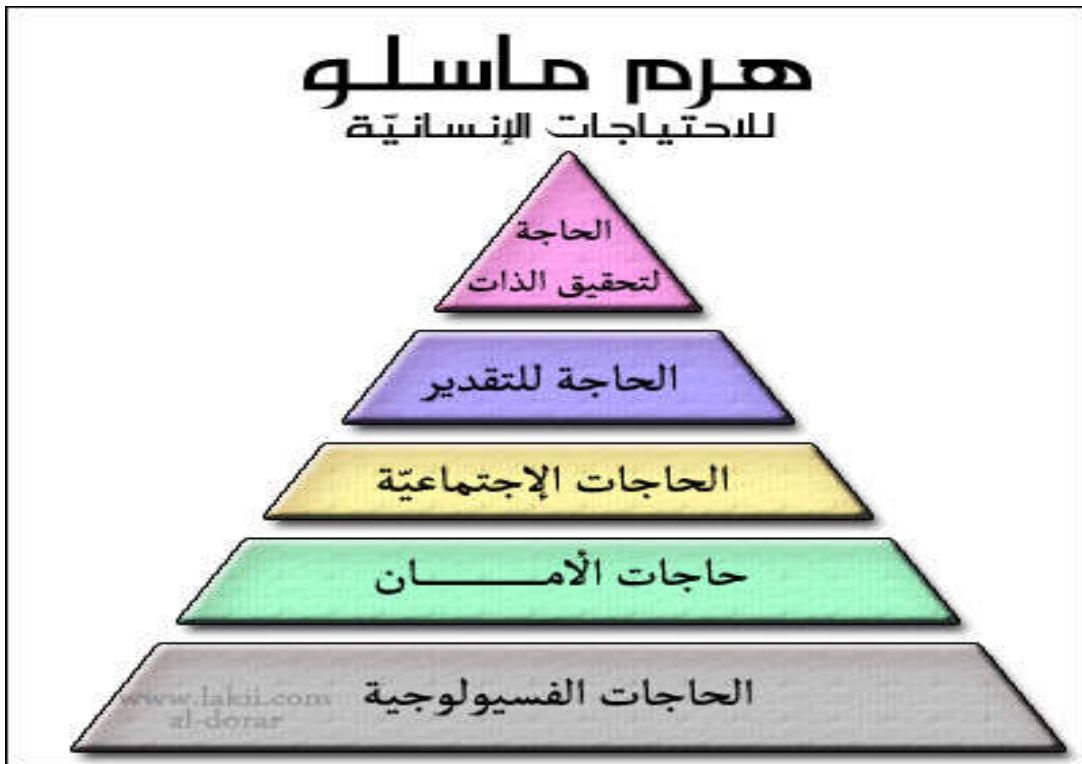 هرم ماسلو
للاحتياجات الإنسانيّة
الحاجة
لتحقيق الذات
الحاجة للتقدير
الحاجات الإجتماعيّة
حاجات الأمـــــــان
الحاجات الفسيولوجية
www.lakii.com
al-dorar